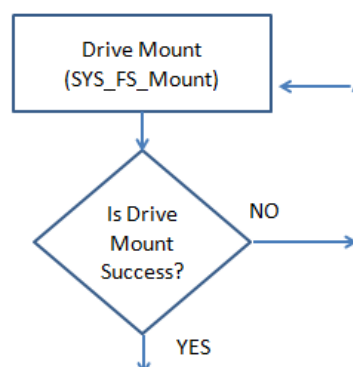 Drive Mount
(SYS_FS_Mount)
Is Drive
Mount
Success?
NO
YES